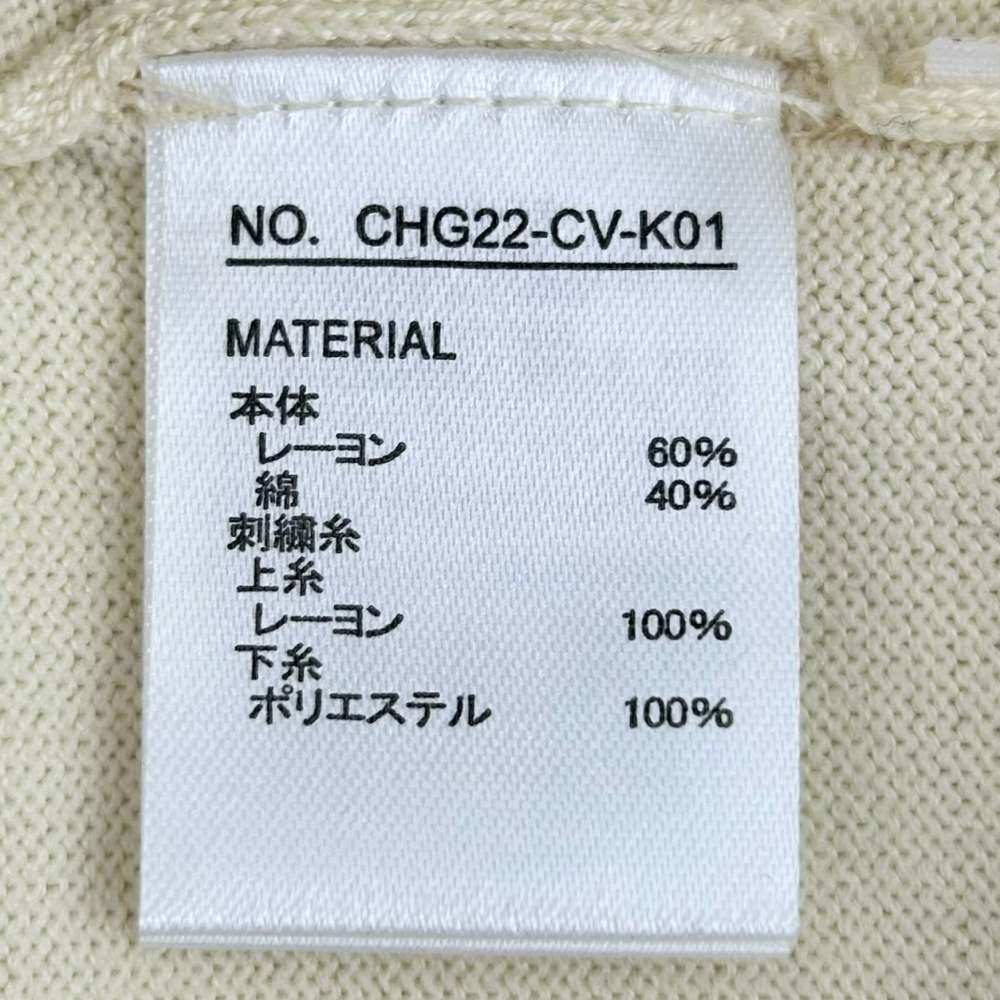 NO. CHG22-CV-K01
MATERIAL
本体
レーヨン 60%
綿 40%
刺繍糸
上糸
レーヨン 100%
下糸
ポリエステル 100%